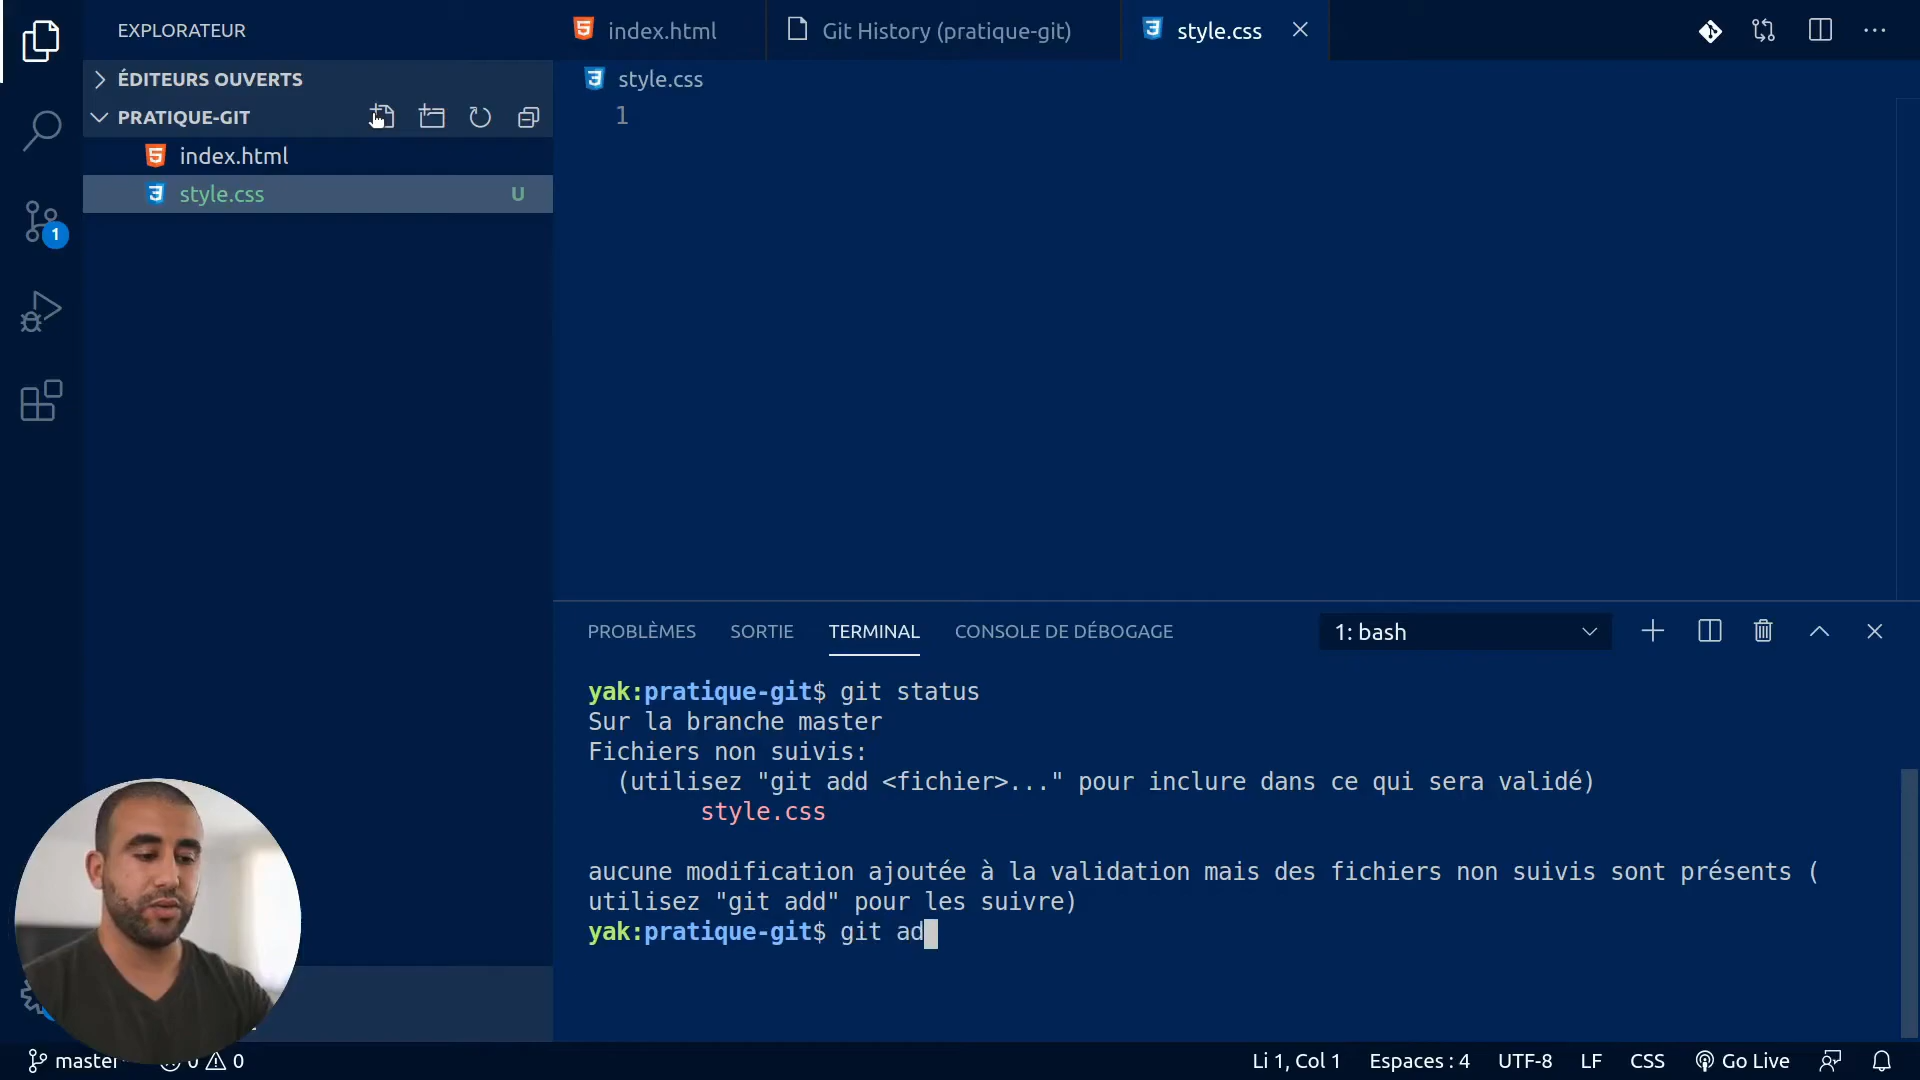 EXPLORATEUR
index.html
Git History (pratique-git)
style.css
ÉDITEURS OUVERTS
style.css
PRATIQUE-GIT
1
index.html
style.css
U
1
PROBLÈMES
SORTIE
TERMINAL
CONSOLE DE DÉBOGAGE
1: bash
yak:pratique-git$ git status
Sur la branche master
Fichiers non suivis:
(utilisez "git add <fichier>..." pour inclure dans ce qui sera validé)
style.css
aucune modification ajoutée à la validation mais des fichiers non suivis sont présents (
utilisez "git add" pour les suivre)
yak:pratique-git$ git ad
master
0
0
Li 1, Col 1
Espaces : 4
UTF-8
LF
CSS
Go Live